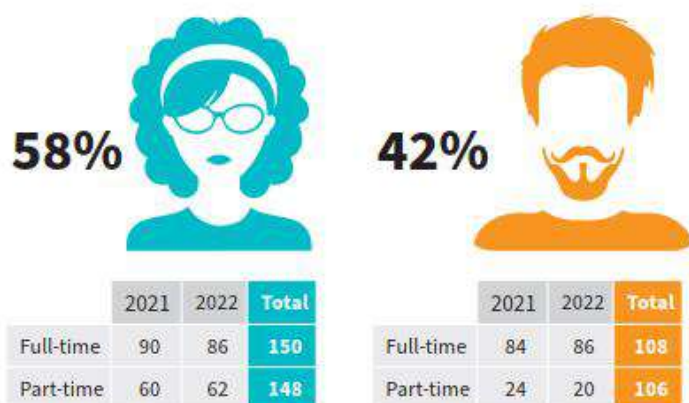 58%
42%
2021 2022 Total
Full-time 90 86 150
Part-time 60 62 148
2021 2022 Total
Full-time 84 86 108
Part-time 24 20 106